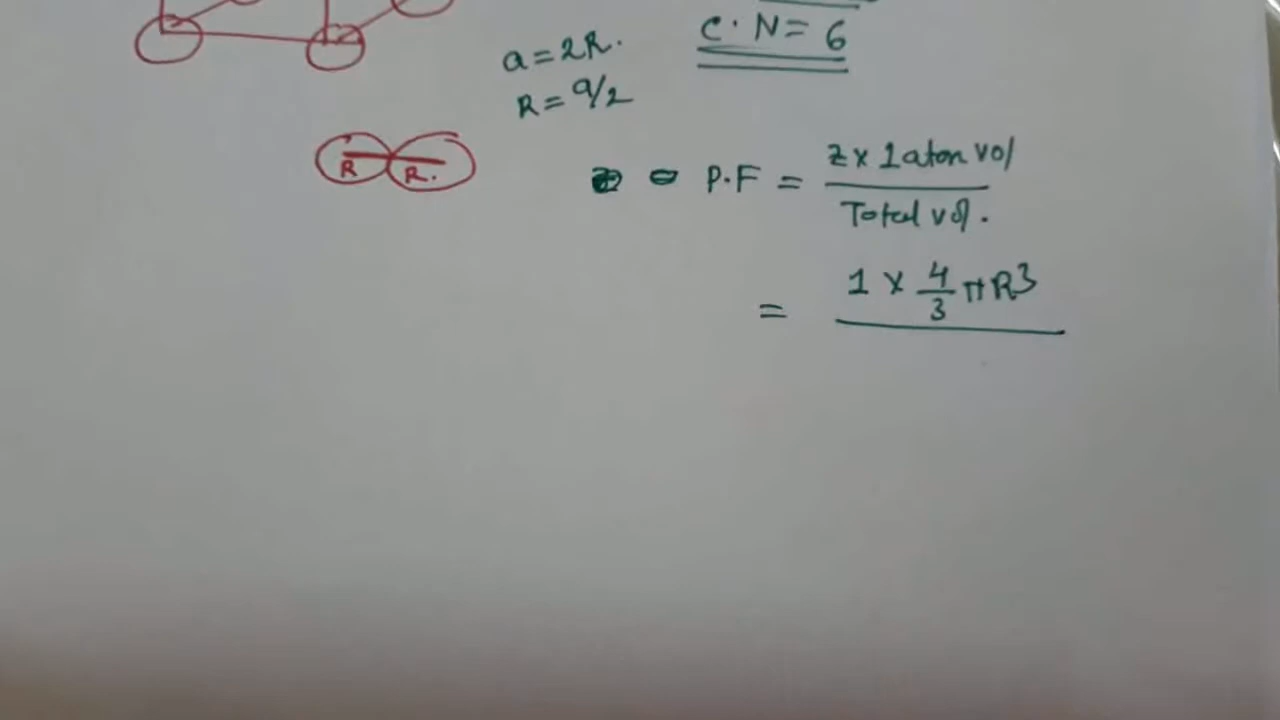 C.N = 6
a = 2R.
R = a/2
R R.
P.F = z x 1 atom vol / Total vol.
= 1 x 4/3 πR³